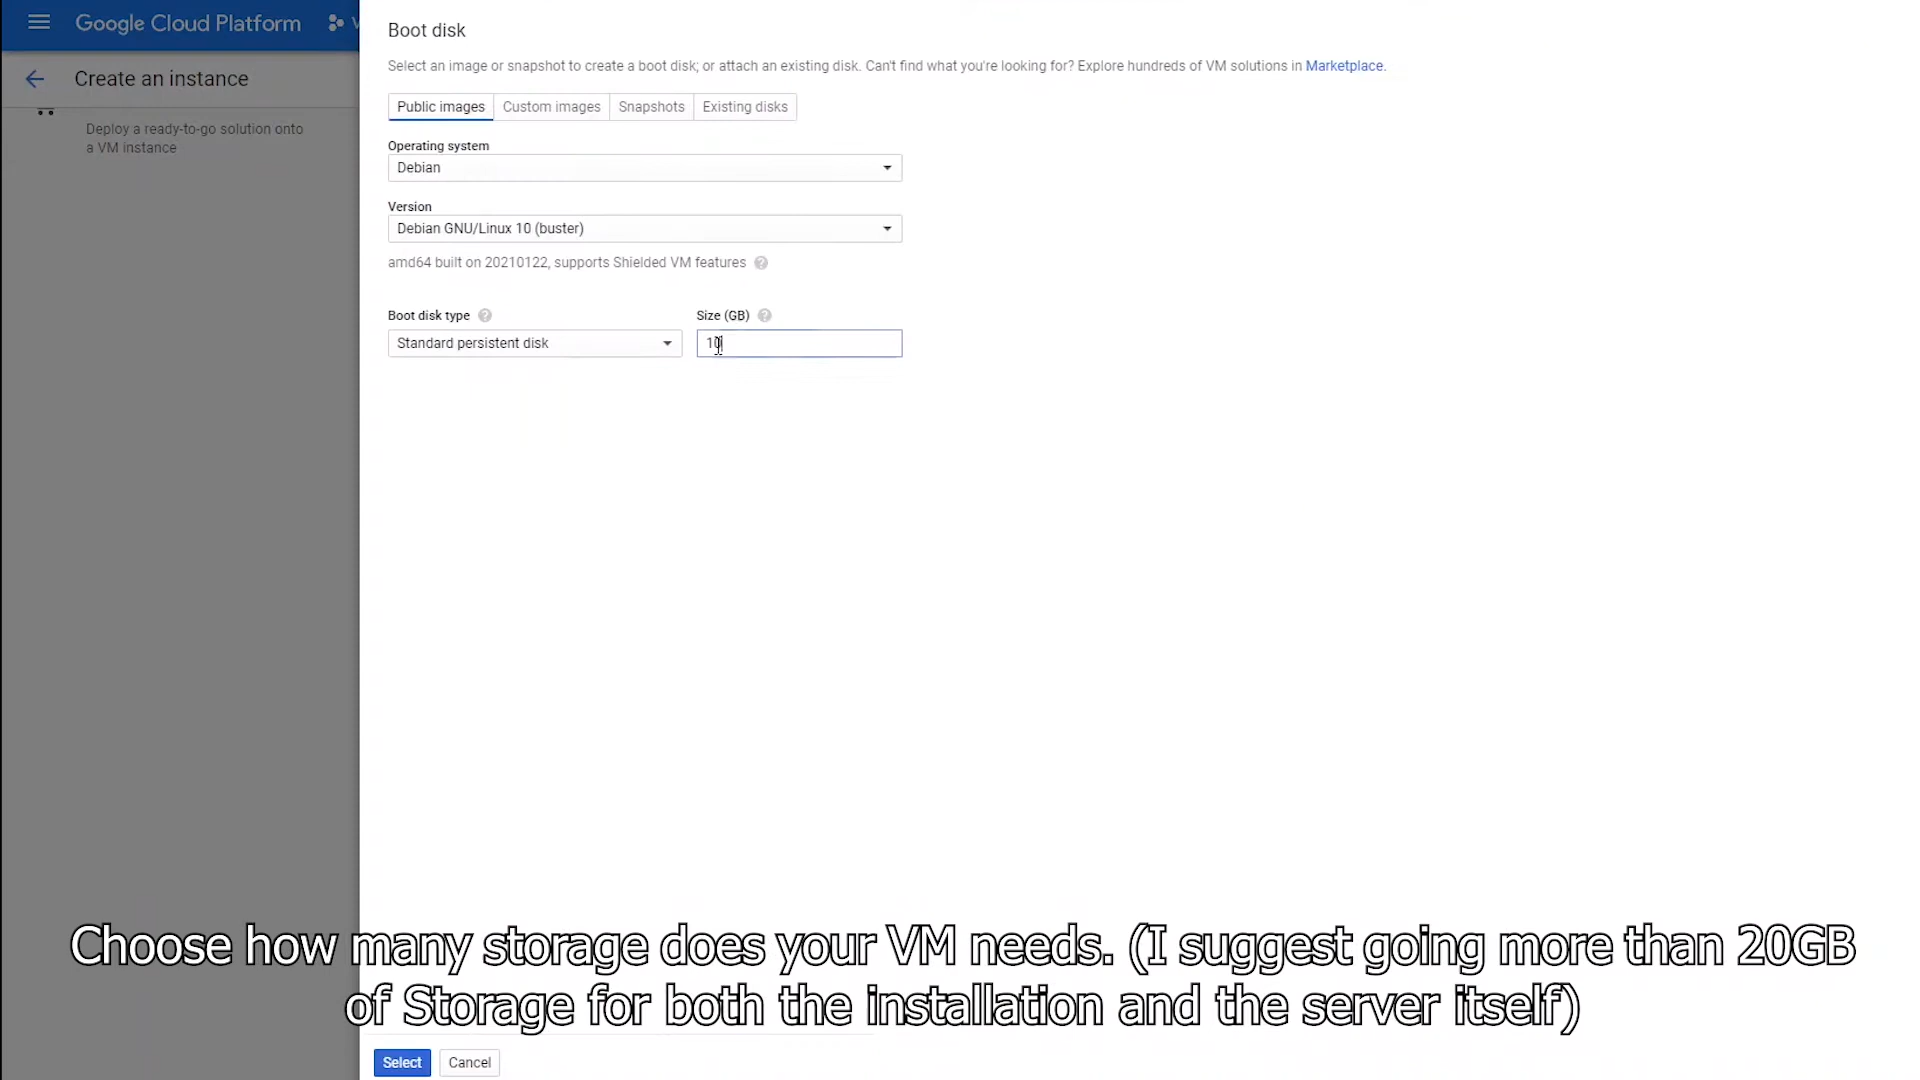 Google Cloud Platform
Create an instance
Deploy a ready-to-go solution onto
a VM instance
Boot disk
Select an image or snapshot to create a boot disk; or attach an existing disk. Can't find what you're looking for? Explore hundreds of VM solutions in Marketplace.
Public images Custom images Snapshots Existing disks
Operating system
Debian
Version
Debian GNU/Linux 10 (buster)
amd64 built on 20210122, supports Shielded VM features ?
Boot disk type ? Size (GB) ?
Standard persistent disk 10
Choose how many storage does your VM needs. (I suggest going more than 20GB
of Storage for both the installation and the server itself)
Select Cancel